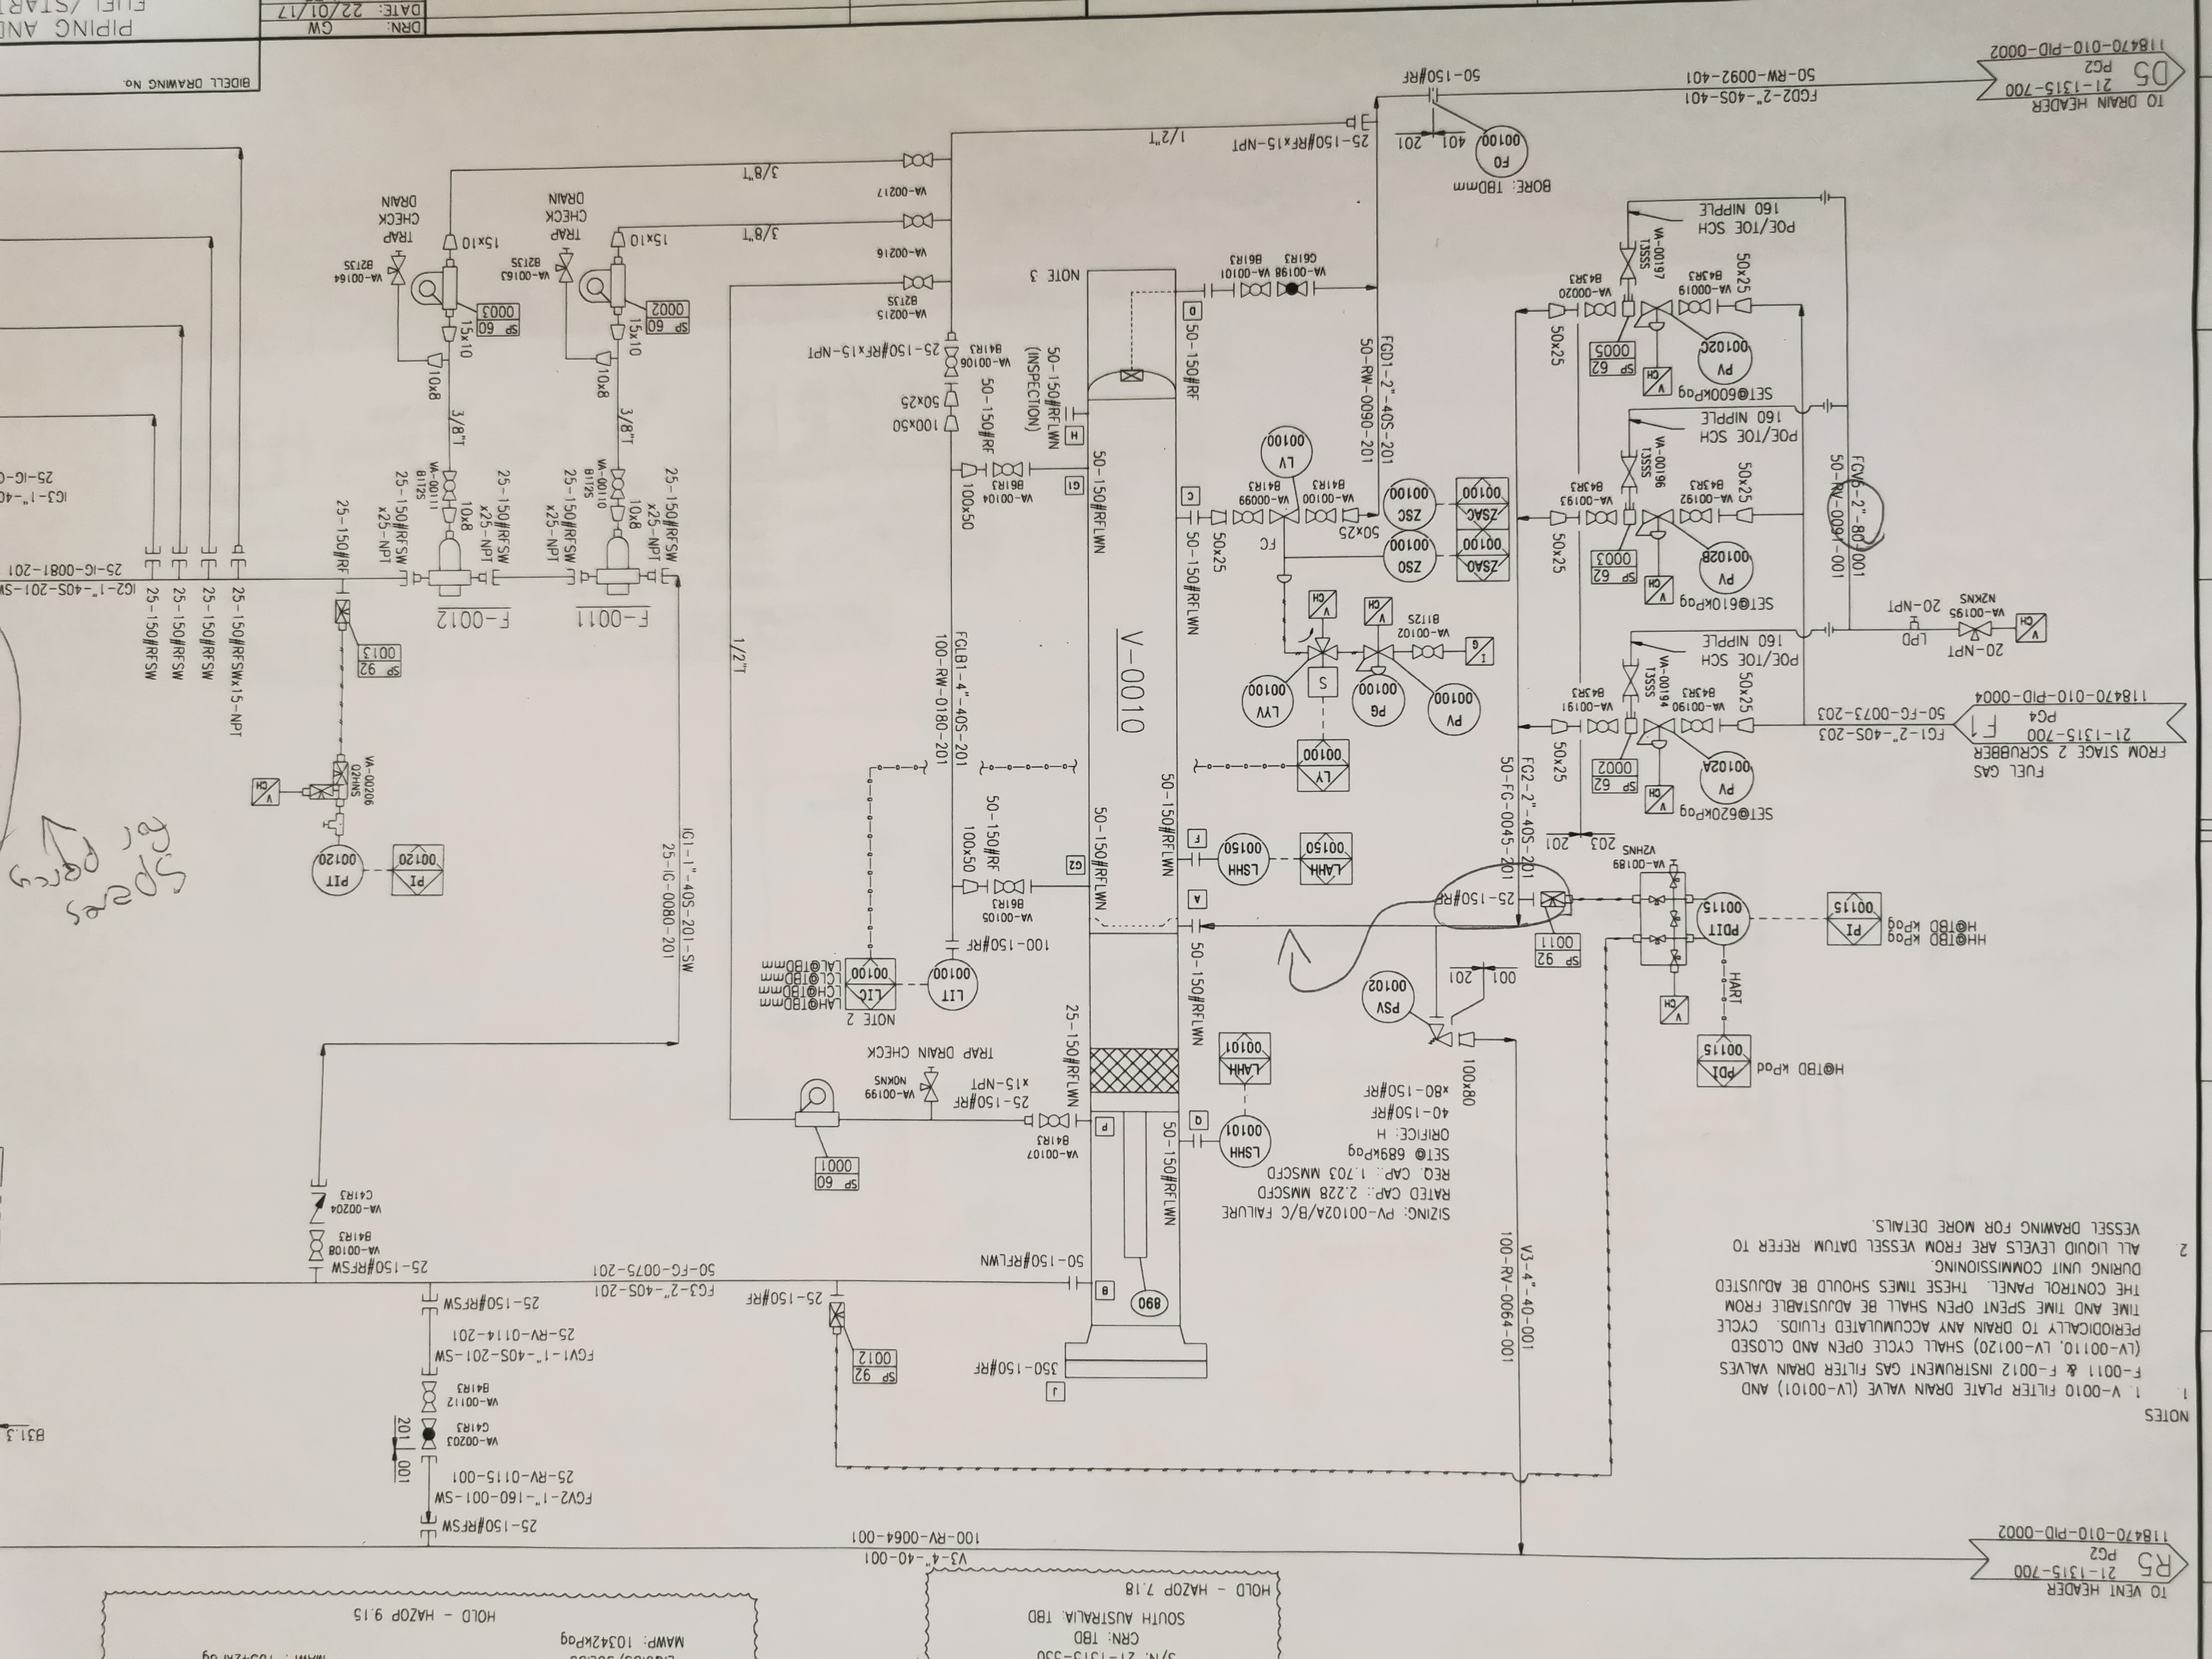 S/N: 21-1315-530
CRN: TBD
SOUTH AUSTRALIA: TBD
HOLD - HAZOP 7.18
MAWP: 10342kPag
HOLD - HAZOP 9.15
TO VENT HEADER
R5
21-1315-700
PG2
118470-010-PID-0002
V3-4"-40-001
100-RV-0064-001
25-150#RFSW
FGV2-1"-160-001-SW
25-RV-0115-001
VA-00203
G41R3
201
001
VA-00112
B41R3
FGV1-1"-40S-201-SW
25-RV-0114-201
25-150#RFSW
B31.3
NOTES
1. 1. V-0010 FILTER PLATE DRAIN VALVE (LV-00101) AND
F-0011 & F-0012 INSTRUMENT GAS FILTER DRAIN VALVES
(LV-00110, LV-00120) SHALL CYCLE OPEN AND CLOSED
PERIODICALLY TO DRAIN ANY ACCUMULATED FLUIDS. CYCLE
TIME AND TIME SPENT OPEN SHALL BE ADJUSTABLE FROM
THE CONTROL PANEL. THESE TIMES SHOULD BE ADJUSTED
DURING UNIT COMMISSIONING.
2. ALL LIQUID LEVELS ARE FROM VESSEL DATUM. REFER TO
VESSEL DRAWING FOR MORE DETAILS.
V3-4"-40-001
100-RV-0064-001
J
350-150#RF
890
B
50-150#RFLWN
SP 92
0012
25-150#RF
FG3-2"-40S-201
50-FG-0075-201
25-150#RFSW
VA-00108
B41R3
VA-00204
C41R3
SIZING: PV-00102A/B/C FAILURE
RATED CAP.: 2.228 MMSCFD
REQ. CAP.: 1.703 MMSCFD
SET@ 689kPag
ORIFICE: H
40-150#RF
x80-150#RF
100x80
LSHH
00101
Q
50-150#RFLWN
LAHH
00101
P
VA-00107
B41R3
25-150#RF
x15-NPT
25-150#RFLWN
SP 60
0001
VA-00199
N0KNS
TRAP DRAIN CHECK
H@TBD kPad
PDI
00115
HART
V
CH
PSV
00102
001
201
SP 92
0011
HH@TBD kPag
H@TBD kPag
PI
00115
PDIT
00115
25-150#RF
VA-00189
V2HNS
203
201
50-150#RFLWN
A
NOTE 2
LIT
00100
LIC
00100
LAH@TBDmm
LCH@TBDmm
LCL@TBDmm
LAL@TBDmm
100-150#RF
VA-00105
B61R3
G2
50-150#RFLWN
50-150#RF
100x50
LAHH
00150
LSHH
00150
F
50-150#RFLWN
IG1-1"-40S-201-SW
25-IG-0080-201
PI
00120
PIT
00120
VA-00206
Q2HNS
V
CH
SP 92
0013
Spares
for
SET@620kPag
PV
00102A
V
CH
SP 62
0002
50x25
VA-00190
B43R3
VA-00191
B43R3
VA-00194
T3SSS
50x25
FG2-2"-40S-201
50-FG-0045-201
FUEL GAS
FROM STAGE 2 SCRUBBER
21-1315-700
PG4
F1
118470-010-PID-0004
FG1-2"-40S-203
50-FG-0073-203
POE/TOE SCH
160 NIPPLE
V
CH
20-NPT
VA-00195
N2KNS
LPD
20-NPT
FGV5-2"-80-001
50-RV-0091-001
SET@610kPag
PV
00102B
V
CH
SP 62
0003
50x25
50x25
VA-00192
B43R3
VA-00193
B43R3
VA-00196
T3SSS
POE/TOE SCH
160 NIPPLE
SET@600kPag
PV
00102C
V
CH
SP 62
0005
50x25
50x25
VA-00019
B43R3
VA-00020
B43R3
VA-00197
T3SSS
POE/TOE SCH
160 NIPPLE
LY
00100
PV
00100
PG
00100
S
LYV
00100
I
G
VA-00102
B1T2S
V
CH
V
CH
V-0010
FGLB1-4"-40S-201
100-RW-0180-201
1/2"T
ZSAO
00100
ZSO
00100
ZSAC
00100
ZSC
00100
FC
50x25
VA-00100
B41R3
VA-00099
B41R3
50x25
50-150#RFLWN
C
LV
00100
FGD1-2"-40S-201
50-RW-0090-201
50-150#RFLWN
G1
VA-00104
B61R3
100x50
50-150#RF
H
50-150#RFLWN
(INSPECTION)
100x50
50x25
VA-00106
B41R3
25-150#RFx15-NPT
50-150#RF
D
VA-00198
G61R3
VA-00101
B61R3
NOTE 3
VA-00215
B2T3S
VA-00216
VA-00217
3/8"T
3/8"T
F-0011
F-0012
25-150#RFSW
x25-NPT
25-150#RFSW
x25-NPT
25-150#RFSW
x25-NPT
25-150#RFSW
x25-NPT
10x8
VA-00110
B1T2S
10x8
VA-00111
B1T2S
3/8"T
3/8"T
10x8
10x8
15x10
15x10
SP 60
0002
SP 60
0003
15x10
15x10
VA-00163
B2T3S
VA-00164
B2T3S
TRAP
CHECK
DRAIN
TRAP
CHECK
DRAIN
25-150#RF
25-150#RFSWx15-NPT
25-150#RFSW
25-150#RFSW
25-150#RFSW
IG2-1"-40S-201-SW
25-IG-0081-201
IG3-1"-40
25-IG-
BORE: TBDmm
FO
00100
401
201
25-150#RFx15-NPT
1/2"T
TO DRAIN HEADER
D5
21-1315-700
PG2
118470-010-PID-0002
FGD2-2"-40S-401
50-RW-0092-401
50-150#RF
BIDELL DRAWING No.
DRN: GW
DATE: 22/01/17
PIPING AND
FUEL/START